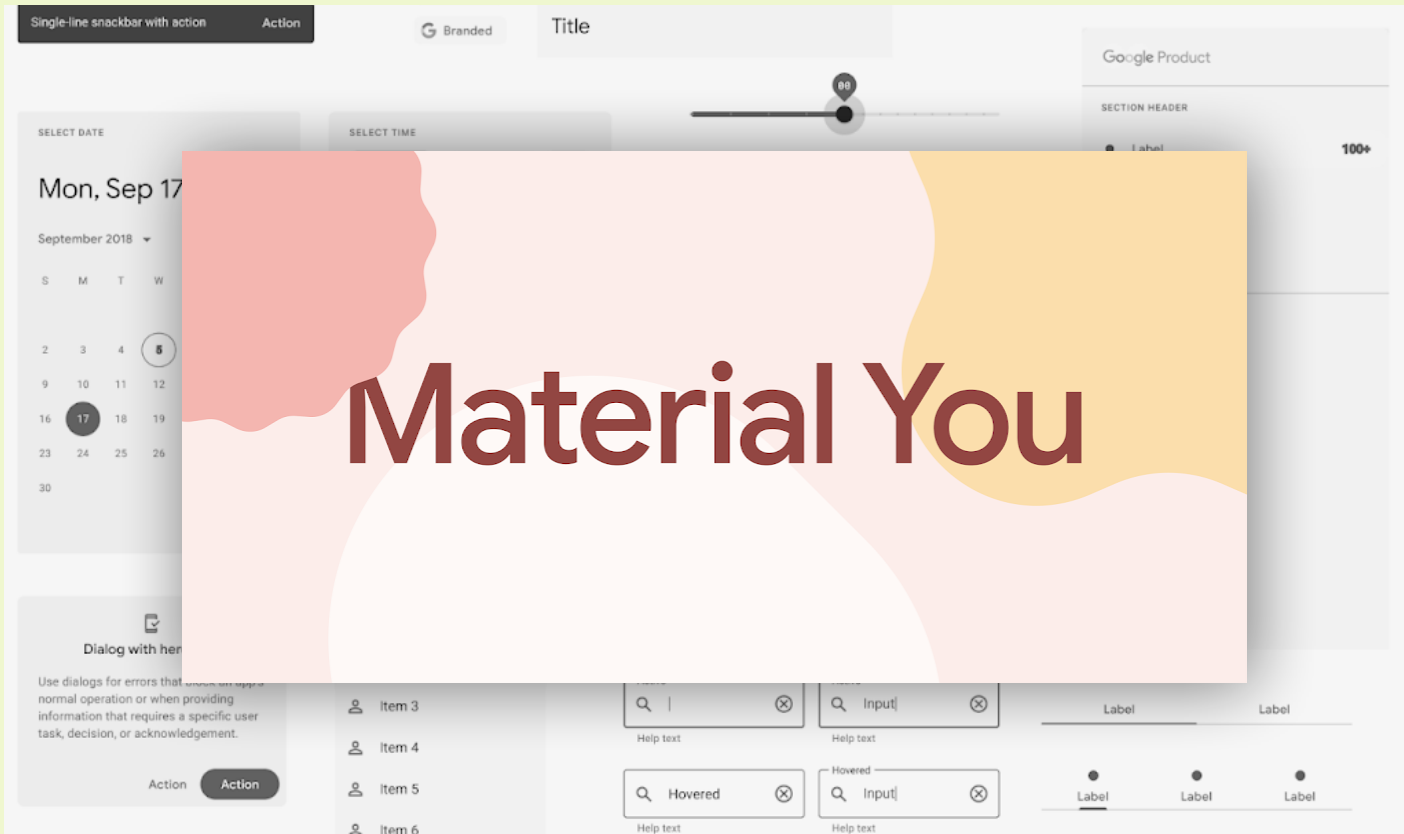 Single-line snackbar with action
Action
G Branded
Title
Google Product
00
SECTION HEADER
Label
100+
SELECT DATE
SELECT TIME
Mon, Sep 17
September 2018
S M T W
2 3 4 5
9 10 11 12
16 17 18 19
23 24 25 26
30
Material You
Dialog with her
Use dialogs for errors that block an app's
normal operation or when providing
information that requires a specific user
task, decision, or acknowledgement.
Action
Action
Item 3
Item 4
Item 5
Item 6
Input
Help text
Help text
Hovered
Hovered
Input
Help text
Help text
Label
Label
Label
Label
Label